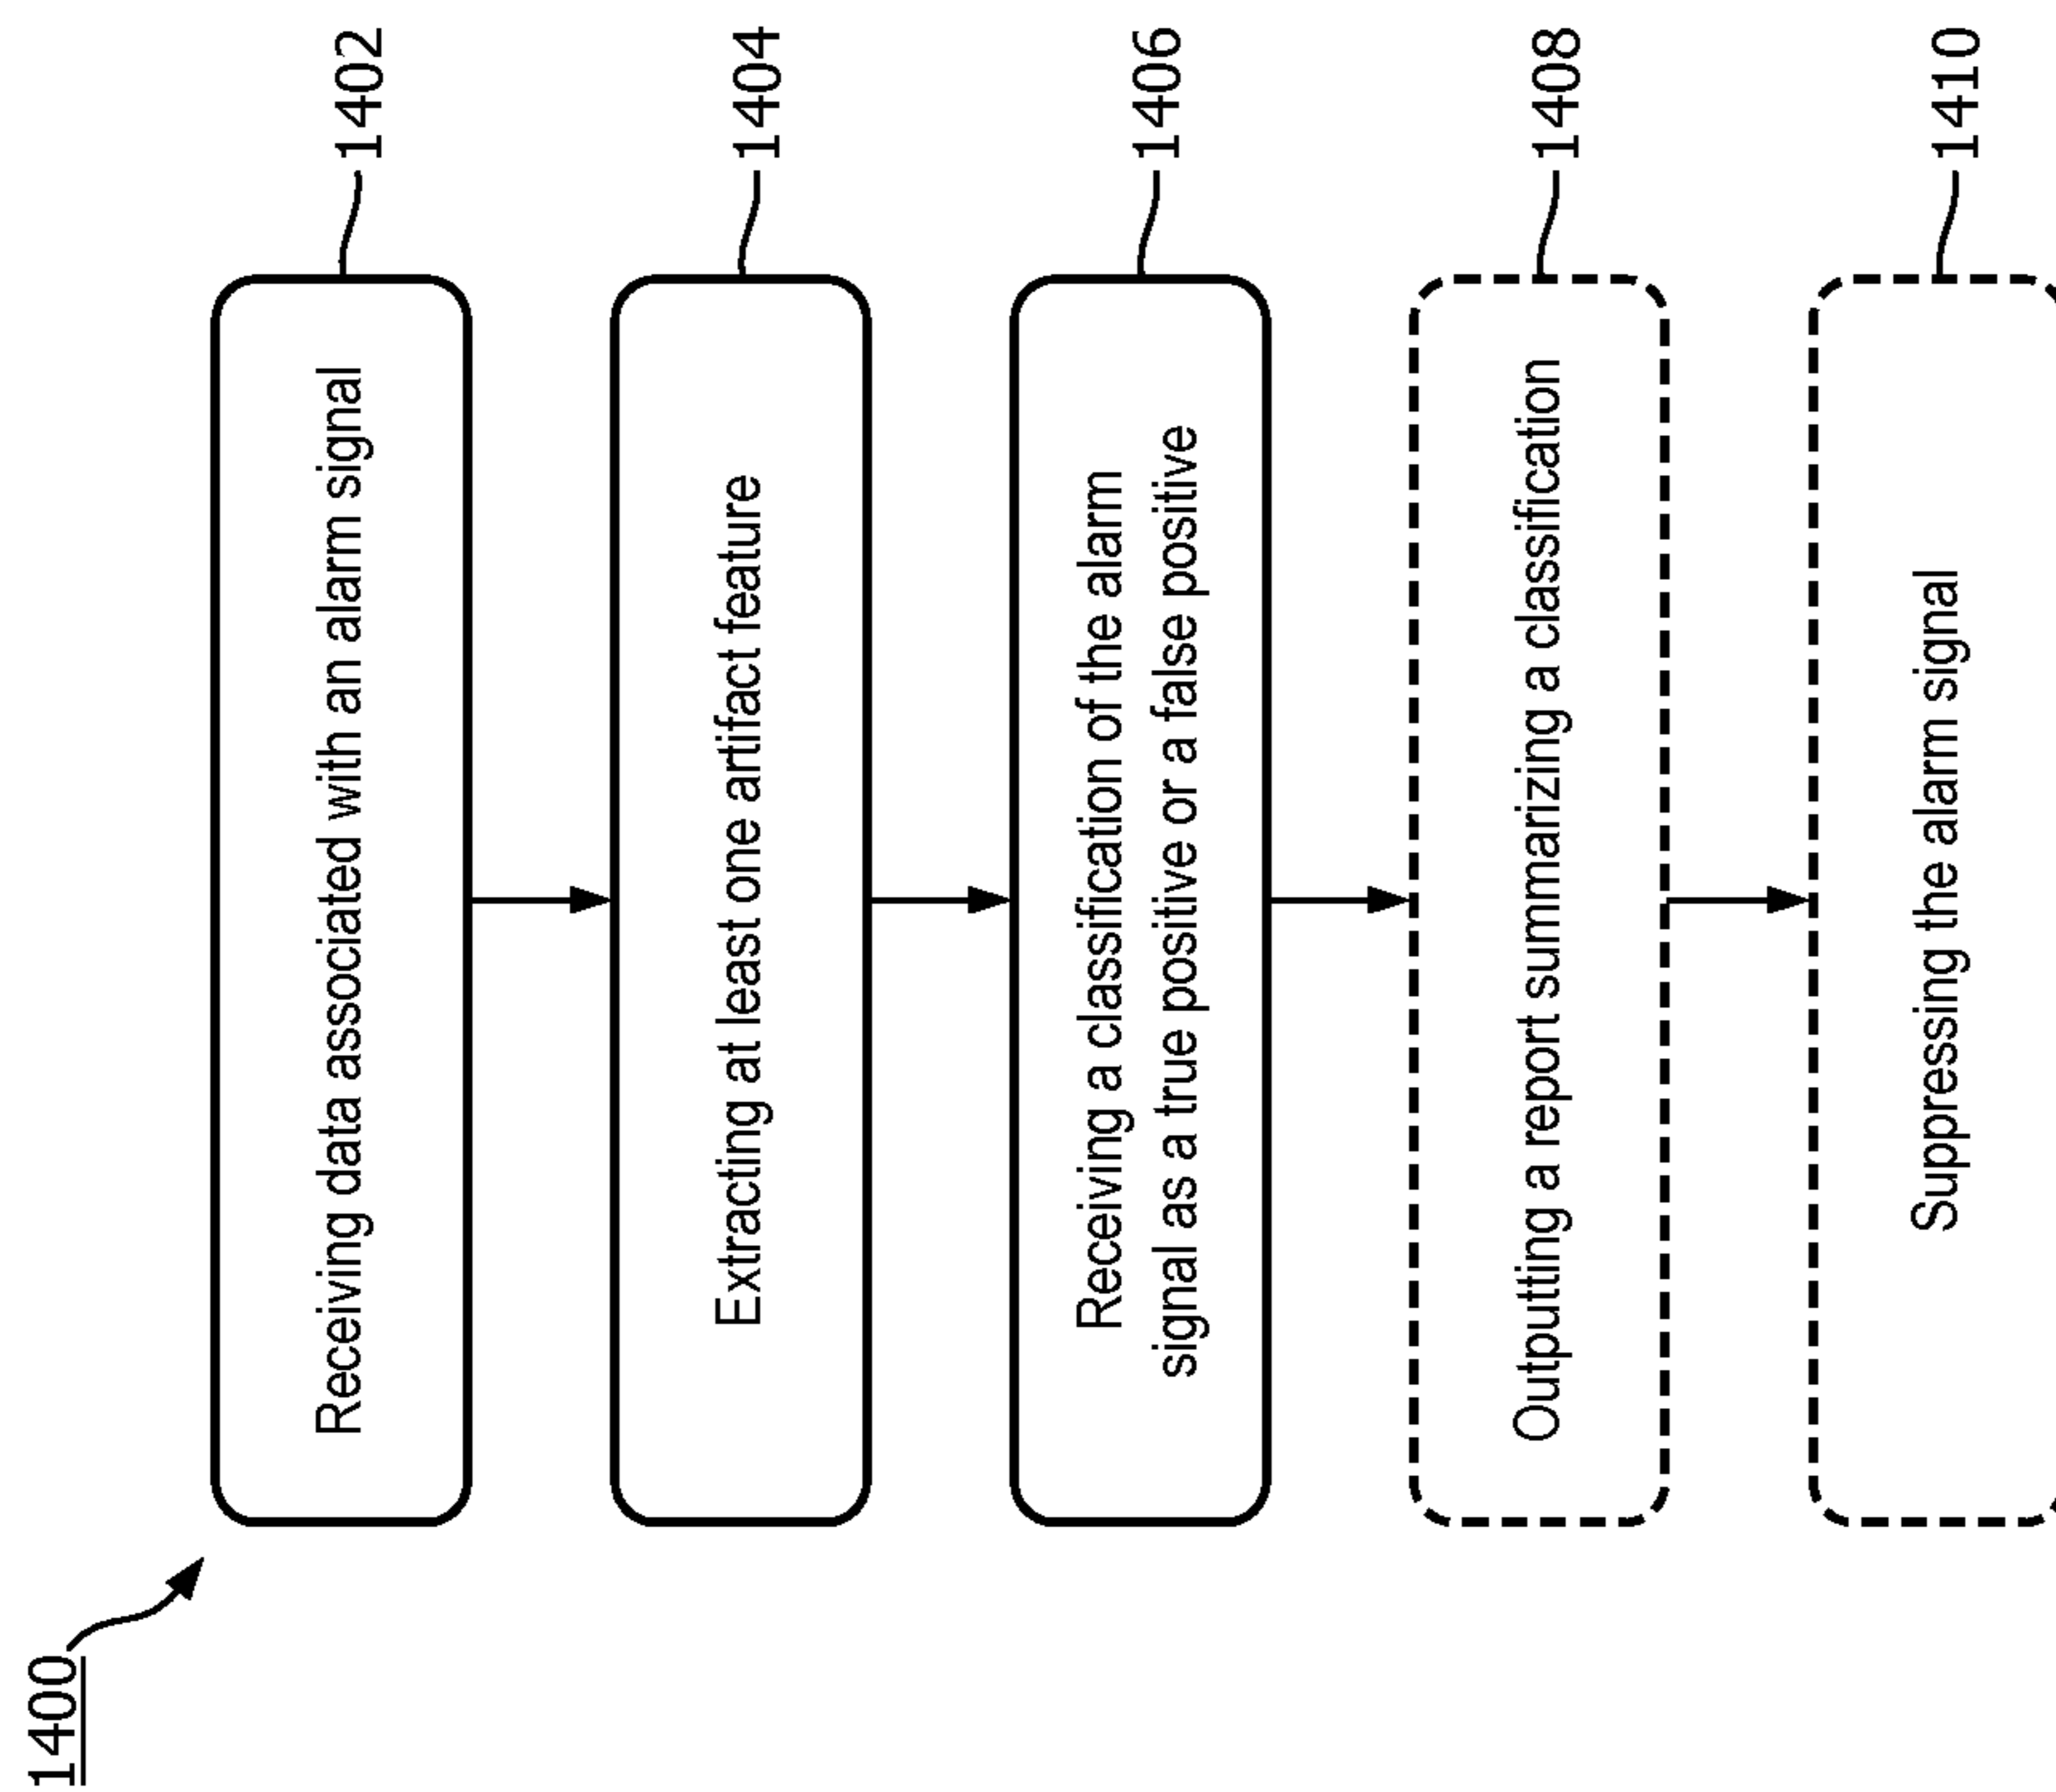 1400
Receiving data associated with an alarm signal
1402
Extracting at least one artifact feature
1404
Receiving a classification of the alarm
signal as a true positive or a false positive
1406
Outputting a report summarizing a classification
1408
Suppressing the alarm signal
1410